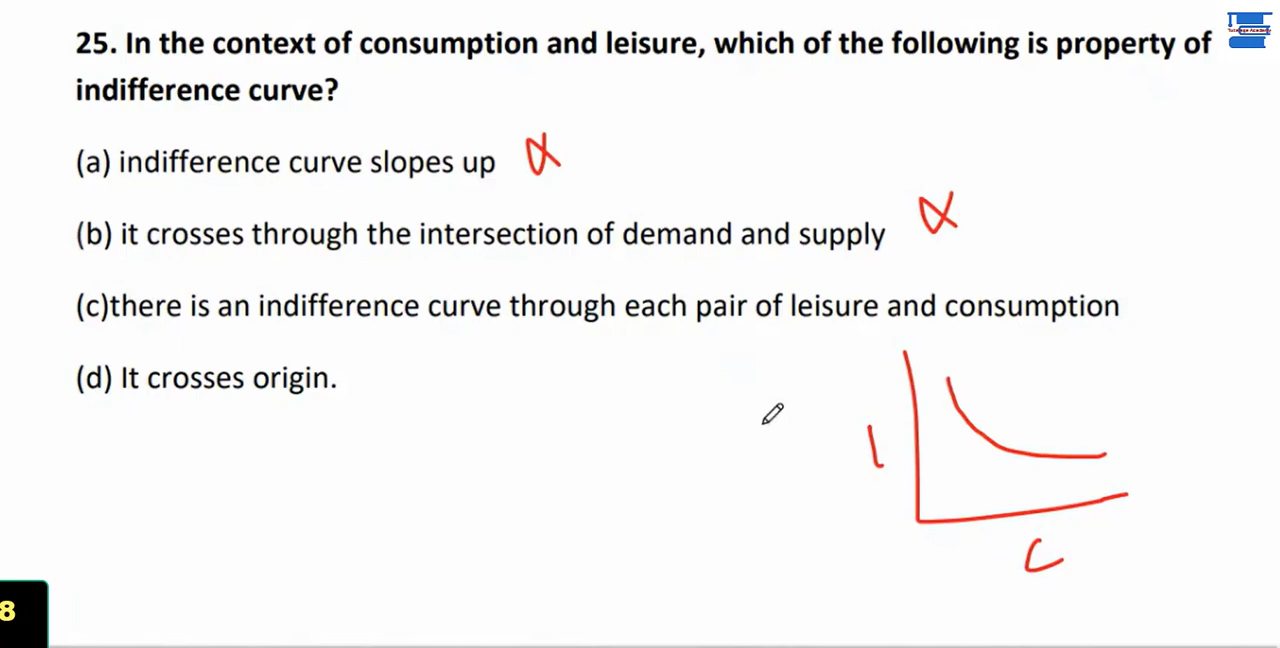 25. In the context of consumption and leisure, which of the following is property of
indifference curve?
(a) indifference curve slopes up
(b) it crosses through the intersection of demand and supply
(c)there is an indifference curve through each pair of leisure and consumption
(d) It crosses origin.
l
C
8